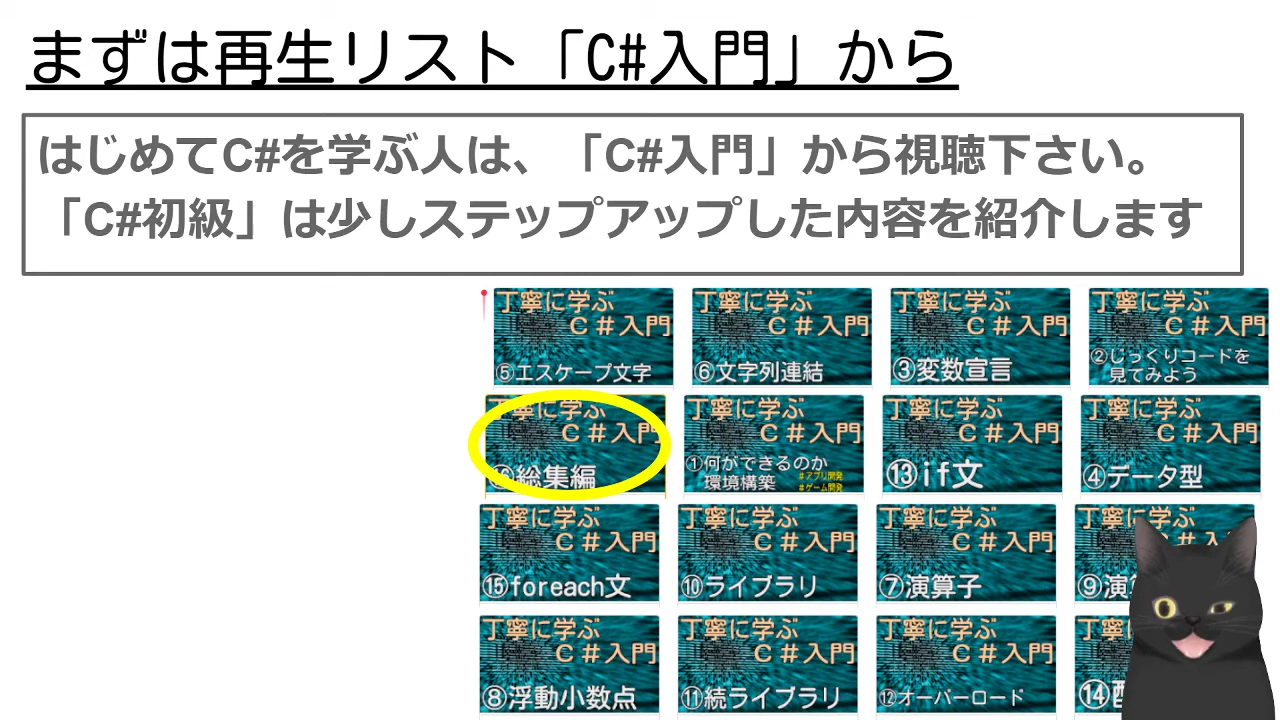 まずは再生リスト「C#入門」から
はじめてC#を学ぶ人は、「C#入門」から視聴下さい。
「C#初級」は少しステップアップした内容を紹介します
丁寧に学ぶ
C#入門
⑤エスケープ文字
丁寧に学ぶ
C#入門
⑥文字列連結
丁寧に学ぶ
C#入門
③変数宣言
丁寧に学ぶ
C#入門
②じっくりコードを
見てみよう
丁寧に学ぶ
C#入門
⑯総集編
丁寧に学ぶ
C#入門
①何ができるのか
環境構築
#アプリ開発
#ゲーム開発
丁寧に学ぶ
C#入門
⑬if文
丁寧に学ぶ
C#入門
④データ型
丁寧に学ぶ
C#入門
⑮foreach文
丁寧に学ぶ
C#入門
⑩ライブラリ
丁寧に学ぶ
C#入門
⑦演算子
丁寧に学ぶ
⑨演
丁寧に学ぶ
C#入門
⑧浮動小数点
丁寧に学ぶ
C#入門
⑪続ライブラリ
丁寧に学ぶ
C#入門
⑫オーバーロード
⑭